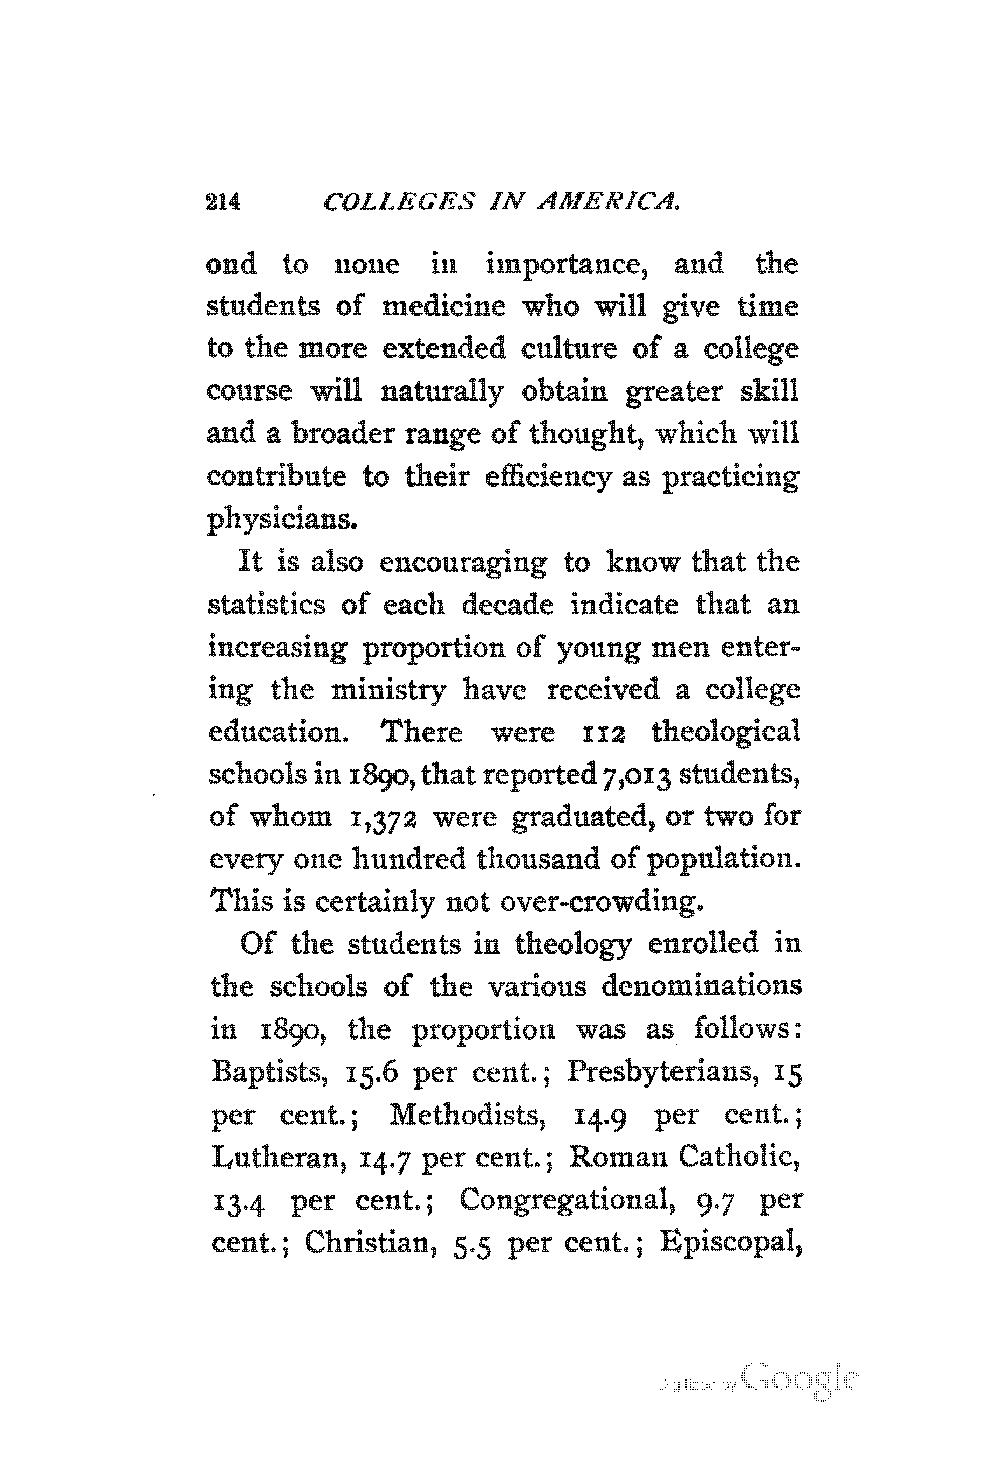 214 COLLEGES IN AMERICA.
ond to none in importance, and the
students of medicine who will give time
to the more extended culture of a college
course will naturally obtain greater skill
and a broader range of thought, which will
contribute to their efficiency as practicing
physicians.
It is also encouraging to know that the
statistics of each decade indicate that an
increasing proportion of young men enter-
ing the ministry have received a college
education. There were 112 theological
schools in 1890, that reported 7,013 students,
of whom 1,372 were graduated, or two for
every one hundred thousand of population.
This is certainly not over-crowding.
Of the students in theology enrolled in
the schools of the various denominations
in 1890, the proportion was as follows:
Baptists, 15.6 per cent.; Presbyterians, 15
per cent.; Methodists, 14.9 per cent.;
Lutheran, 14.7 per cent.; Roman Catholic,
13.4 per cent.; Congregational, 9.7 per
cent.; Christian, 5.5 per cent.; Episcopal,
Digitized by Google